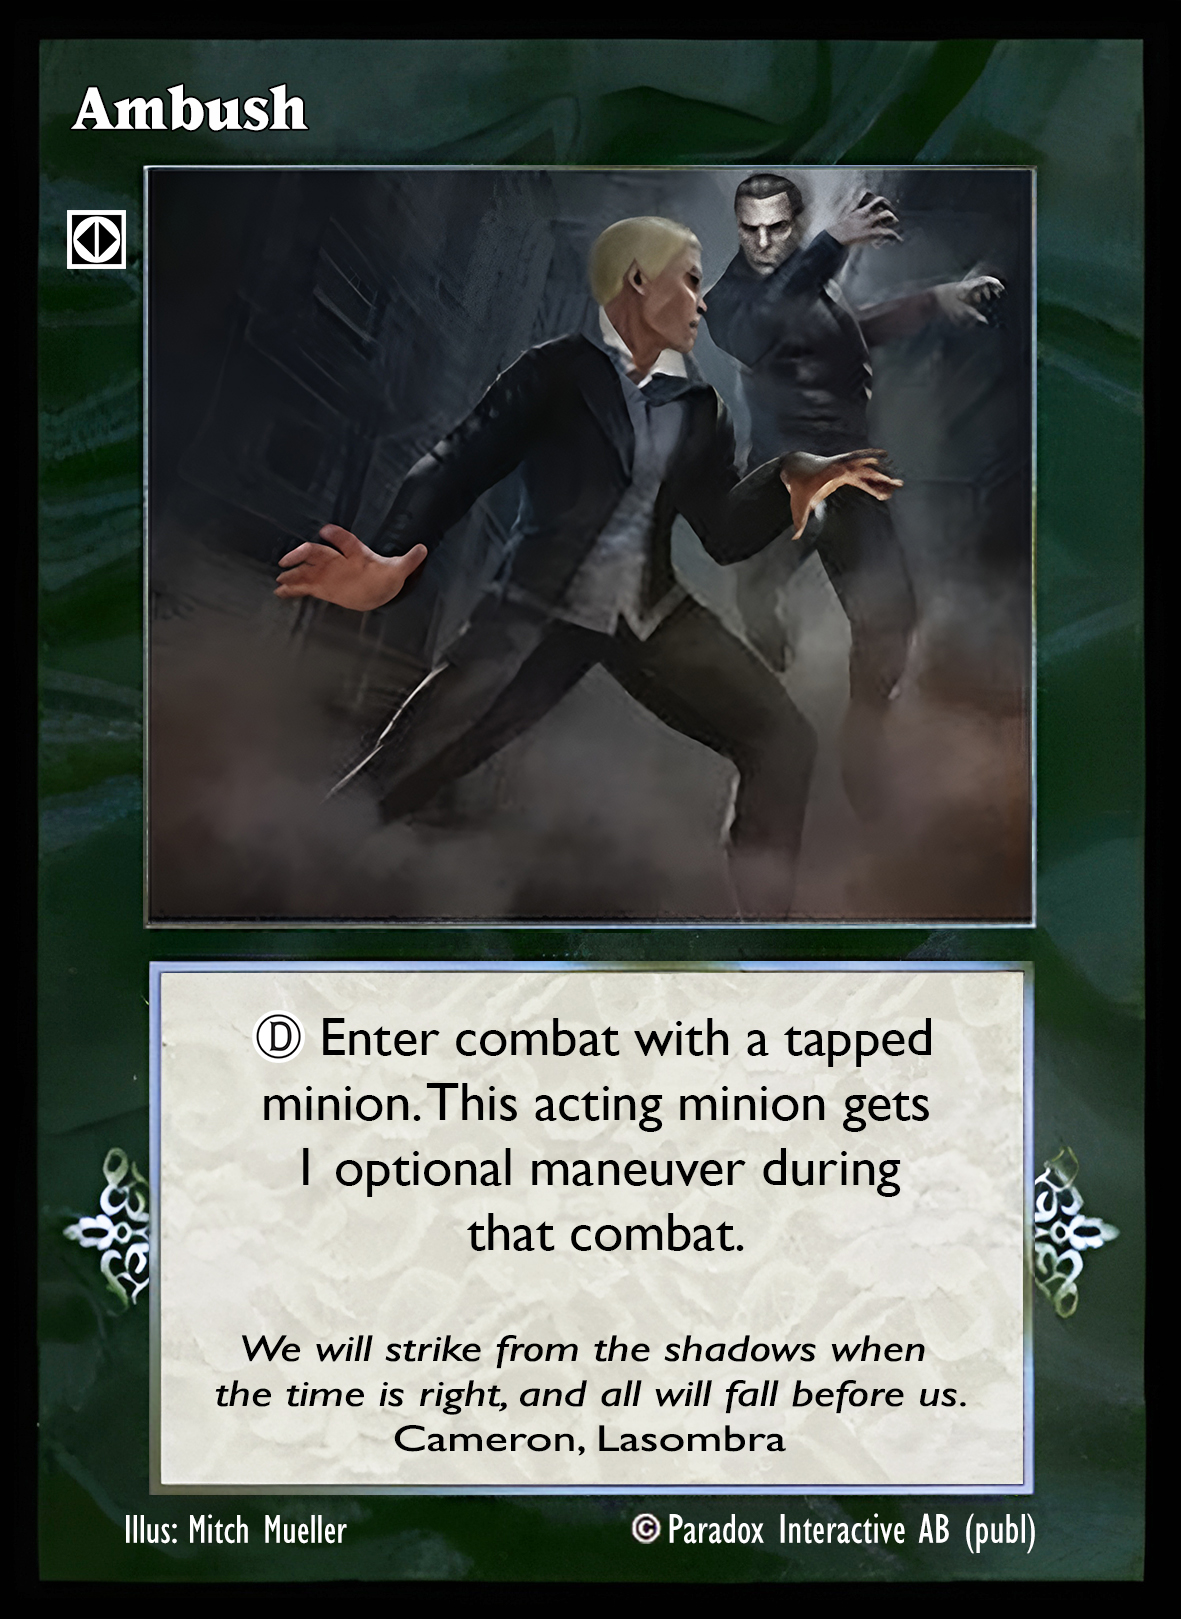 Ambush
Ⓓ Enter combat with a tapped
minion. This acting minion gets
1 optional maneuver during
that combat.
We will strike from the shadows when
the time is right, and all will fall before us.
Cameron, Lasombra
Illus: Mitch Mueller
© Paradox Interactive AB (publ)